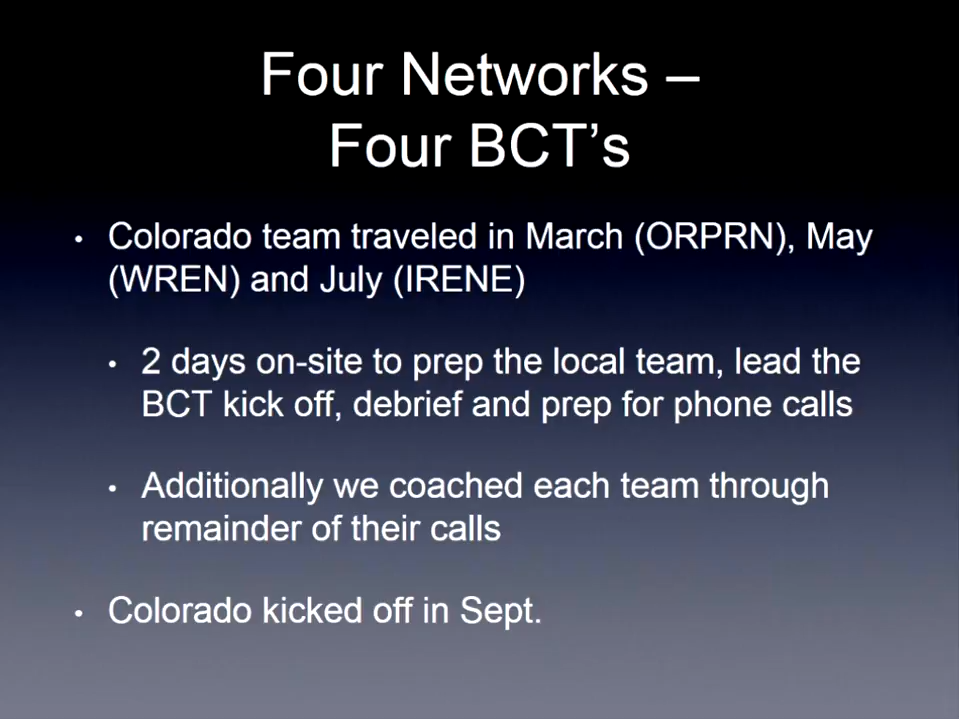 Four Networks –
Four BCT’s
• Colorado team traveled in March (ORPRN), May
(WREN) and July (IRENE)
• 2 days on-site to prep the local team, lead the
BCT kick off, debrief and prep for phone calls
• Additionally we coached each team through
remainder of their calls
• Colorado kicked off in Sept.